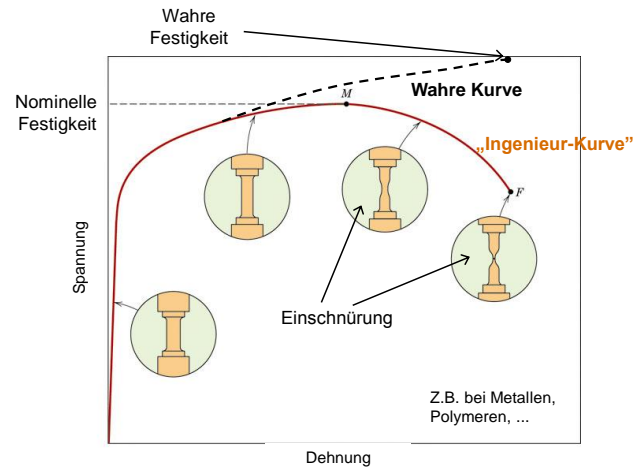 Wahre
Festigkeit
Nominelle
Festigkeit
M
Wahre Kurve
„Ingenieur-Kurve”
F
Spannung
Einschnürung
Z.B. bei Metallen,
Polymeren, ...
Dehnung